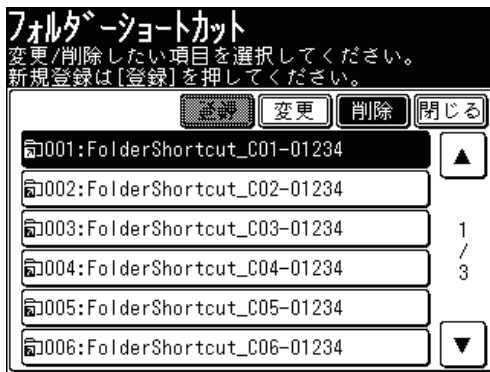 フォルダーショートカット
変更/削除したい項目を選択してください。
新規登録は[登録]を押してください。
登録 変更 削除 閉じる
001:FolderShortcut_C01-01234
002:FolderShortcut_C02-01234
003:FolderShortcut_C03-01234
004:FolderShortcut_C04-01234
005:FolderShortcut_C05-01234
006:FolderShortcut_C06-01234
1
/
3